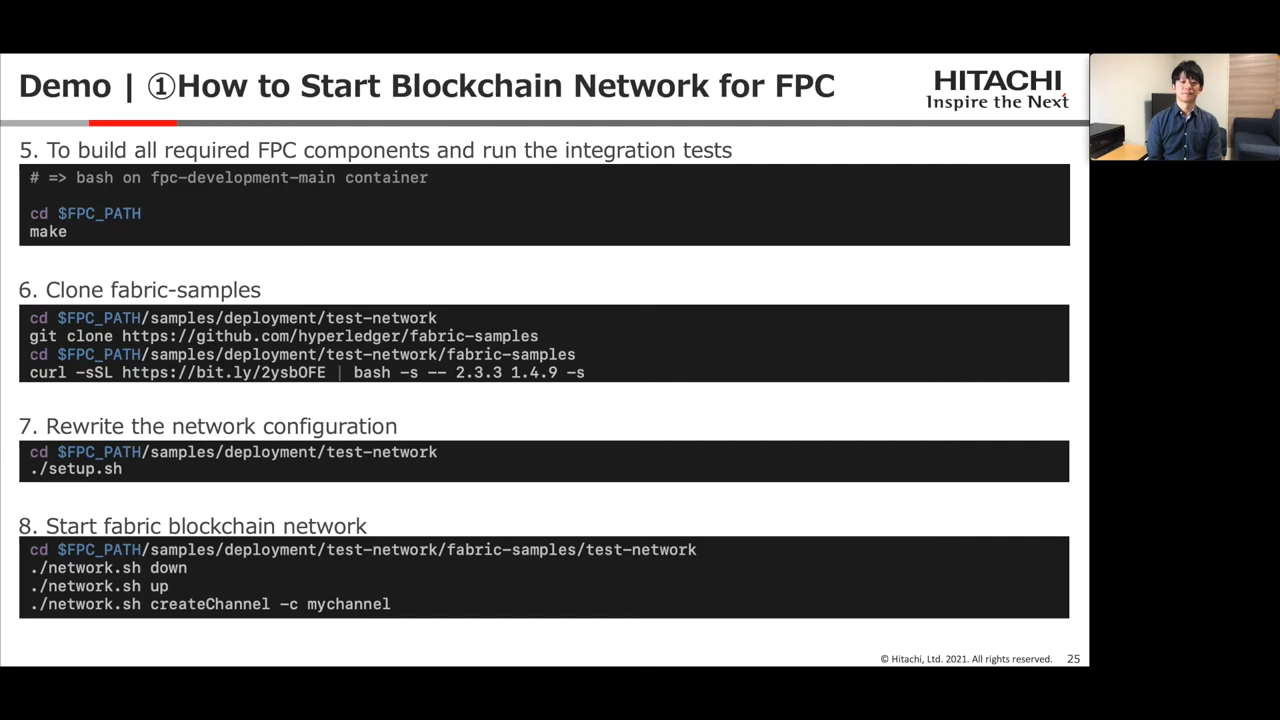 Demo | ①How to Start Blockchain Network for FPC
HITACHI
Inspire the Next
5. To build all required FPC components and run the integration tests
# => bash on fpc-development-main container
cd $FPC_PATH
make
6. Clone fabric-samples
cd $FPC_PATH/samples/deployment/test-network
git clone https://github.com/hyperledger/fabric-samples
cd $FPC_PATH/samples/deployment/test-network/fabric-samples
curl -sSL https://bit.ly/2ysbOFE | bash -s -- 2.3.3 1.4.9 -s
7. Rewrite the network configuration
cd $FPC_PATH/samples/deployment/test-network
./setup.sh
8. Start fabric blockchain network
cd $FPC_PATH/samples/deployment/test-network/fabric-samples/test-network
./network.sh down
./network.sh up
./network.sh createChannel -c mychannel
© Hitachi, Ltd. 2021. All rights reserved. 25